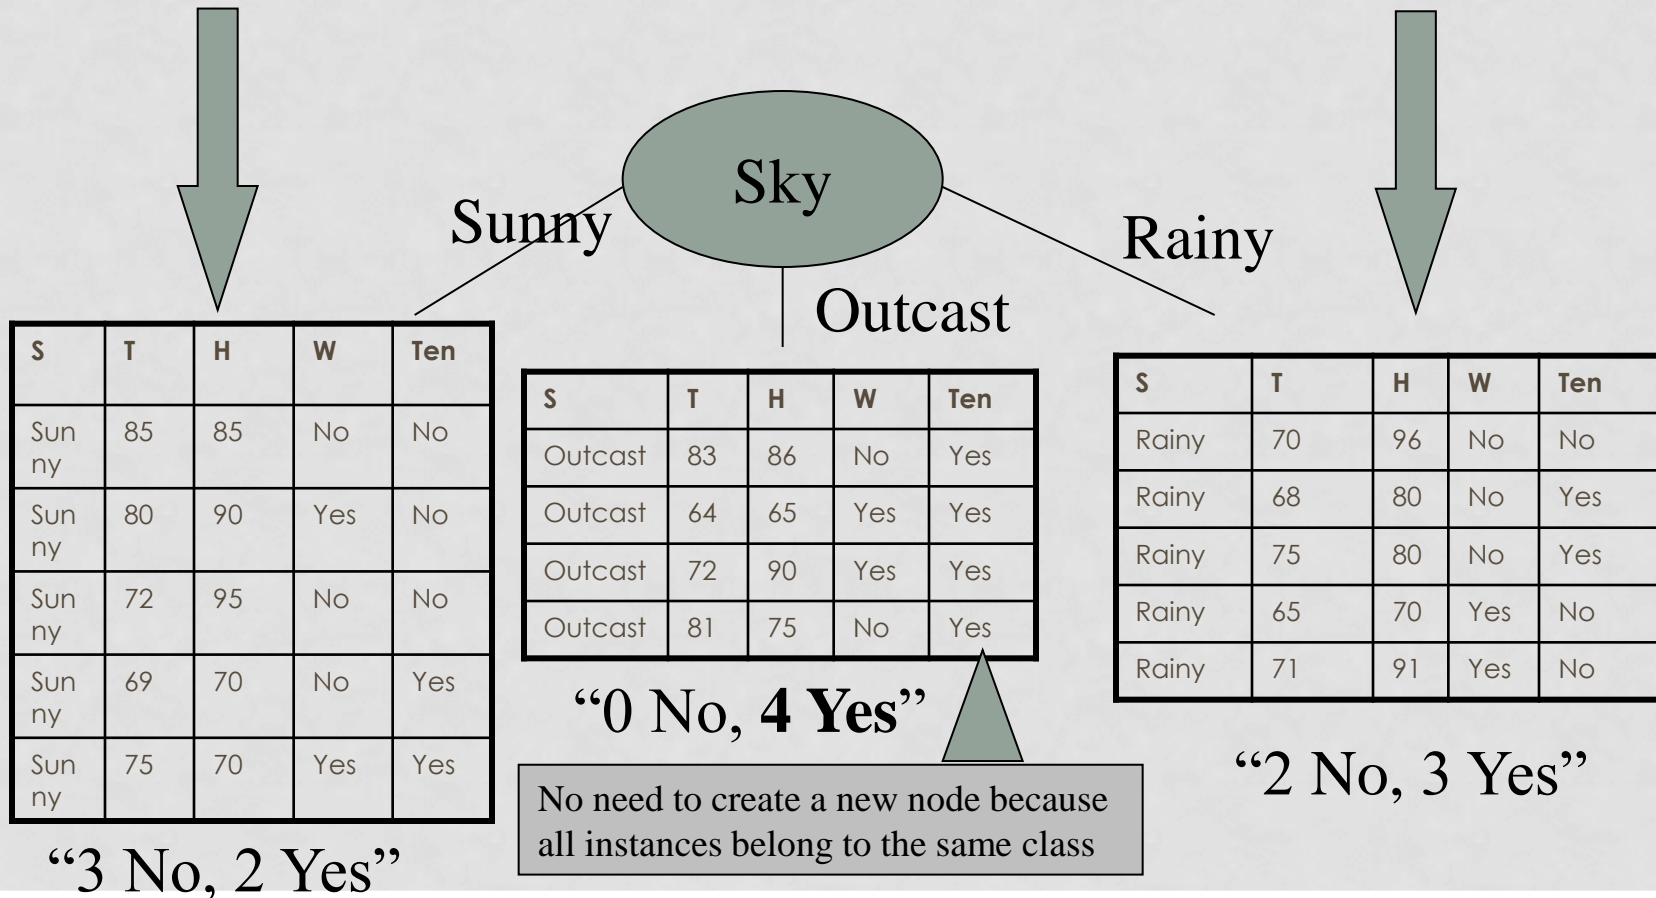 Sky
Sunny
Outcast
Rainy
S T H W Ten
Sun
ny 85 85 No No
Sun
ny 80 90 Yes No
Sun
ny 72 95 No No
Sun
ny 69 70 No Yes
Sun
ny 75 70 Yes Yes
“3 No, 2 Yes”
S T H W Ten
Outcast 83 86 No Yes
Outcast 64 65 Yes Yes
Outcast 72 90 Yes Yes
Outcast 81 75 No Yes
“0 No, 4 Yes”
No need to create a new node because
all instances belong to the same class
S T H W Ten
Rainy 70 96 No No
Rainy 68 80 No Yes
Rainy 75 80 No Yes
Rainy 65 70 Yes No
Rainy 71 91 Yes No
“2 No, 3 Yes”